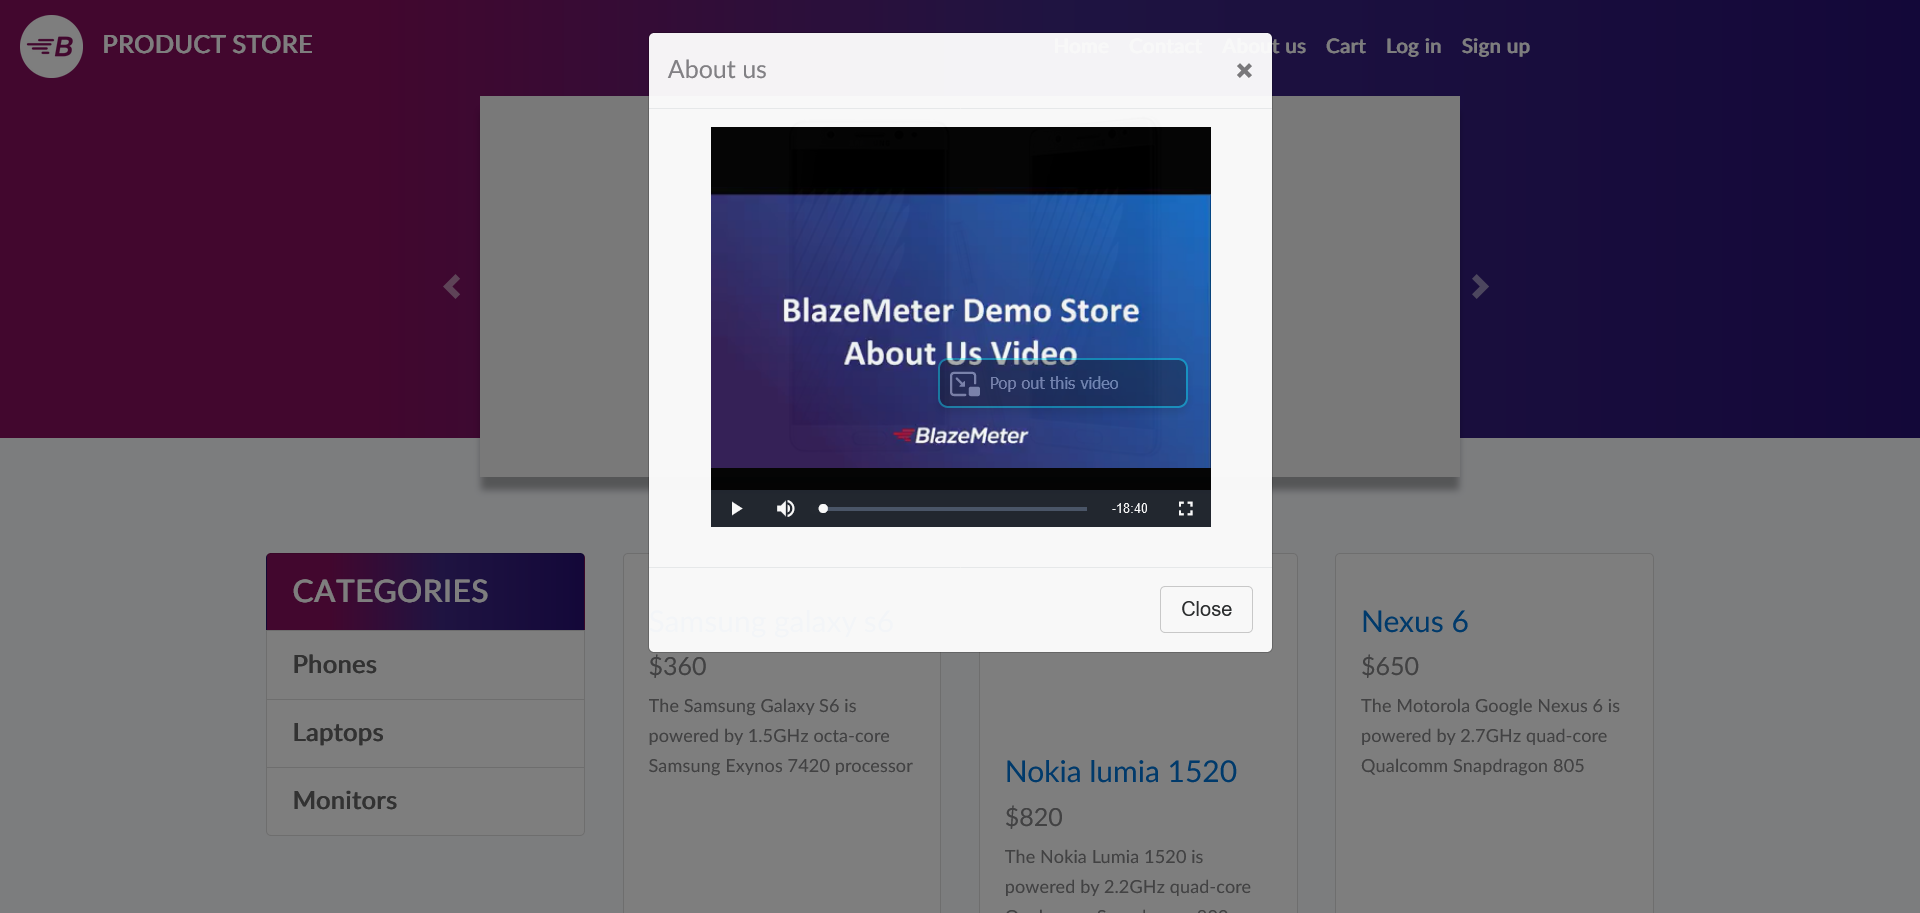 B PRODUCT STORE
Home Contact About us Cart Log in Sign up
About us
BlazeMeter Demo Store
About Us Video
Pop out this video
BlazeMeter
-18:40
Close
CATEGORIES
Phones
Laptops
Monitors
Samsung galaxy s6
$360
The Samsung Galaxy S6 is
powered by 1.5GHz octa-core
Samsung Exynos 7420 processor
Nokia lumia 1520
$820
The Nokia Lumia 1520 is
powered by 2.2GHz quad-core
Nexus 6
$650
The Motorola Google Nexus 6 is
powered by 2.7GHz quad-core
Qualcomm Snapdragon 805